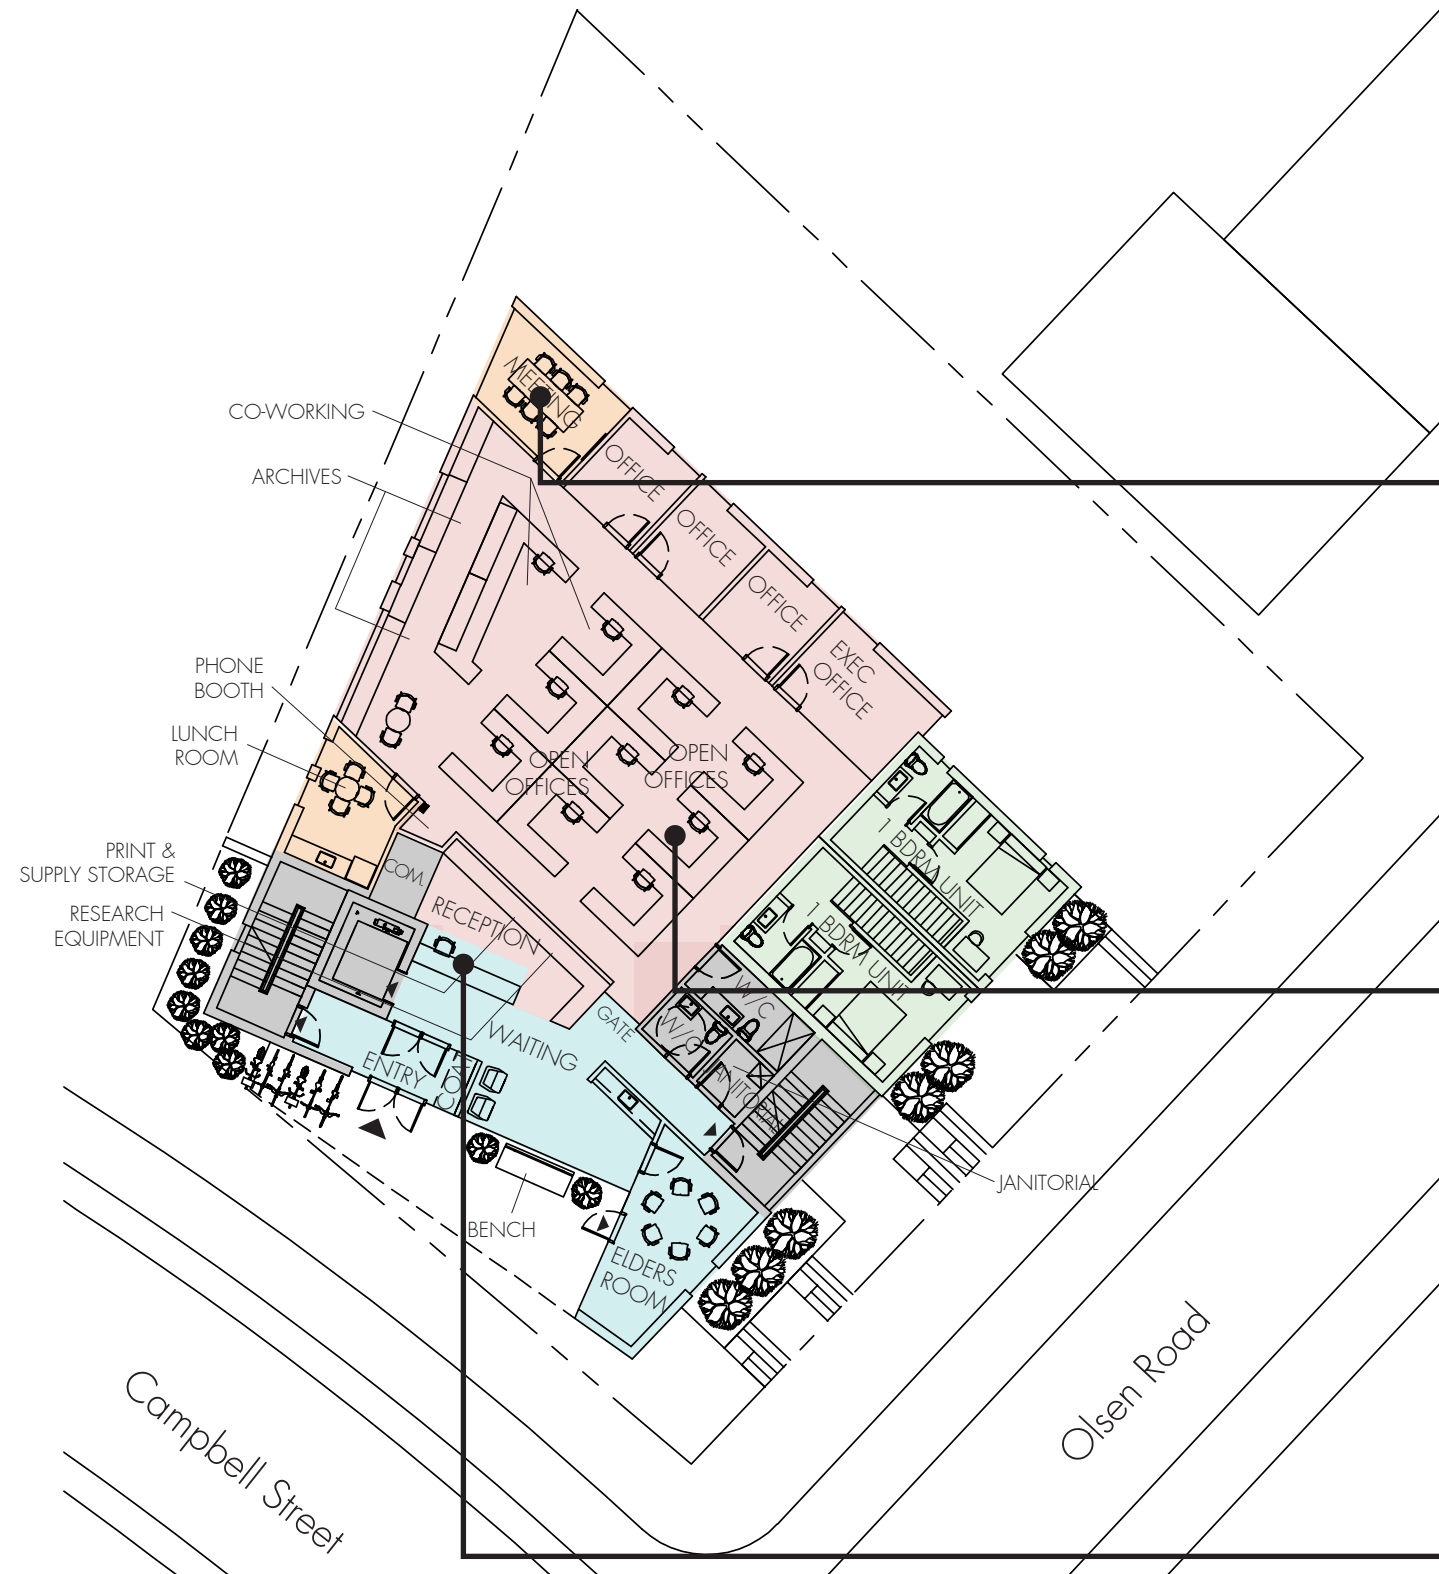 MEETING
CO-WORKING
OFFICE
ARCHIVES
OFFICE
OFFICE
EXEC
OFFICE
PHONE
BOOTH
LUNCH
ROOM
OPEN
OFFICES
OPEN
OFFICES
1 BDRM UNIT
PRINT &
SUPPLY STORAGE
COM.
RESEARCH
EQUIPMENT
RECEPTION
1 BDRM UNIT
W/C
W/C
GATE
WAITING
ENTRY
JANITORIAL
JANITORIAL
BENCH
ELDERS
ROOM
Campbell Street
Olsen Road